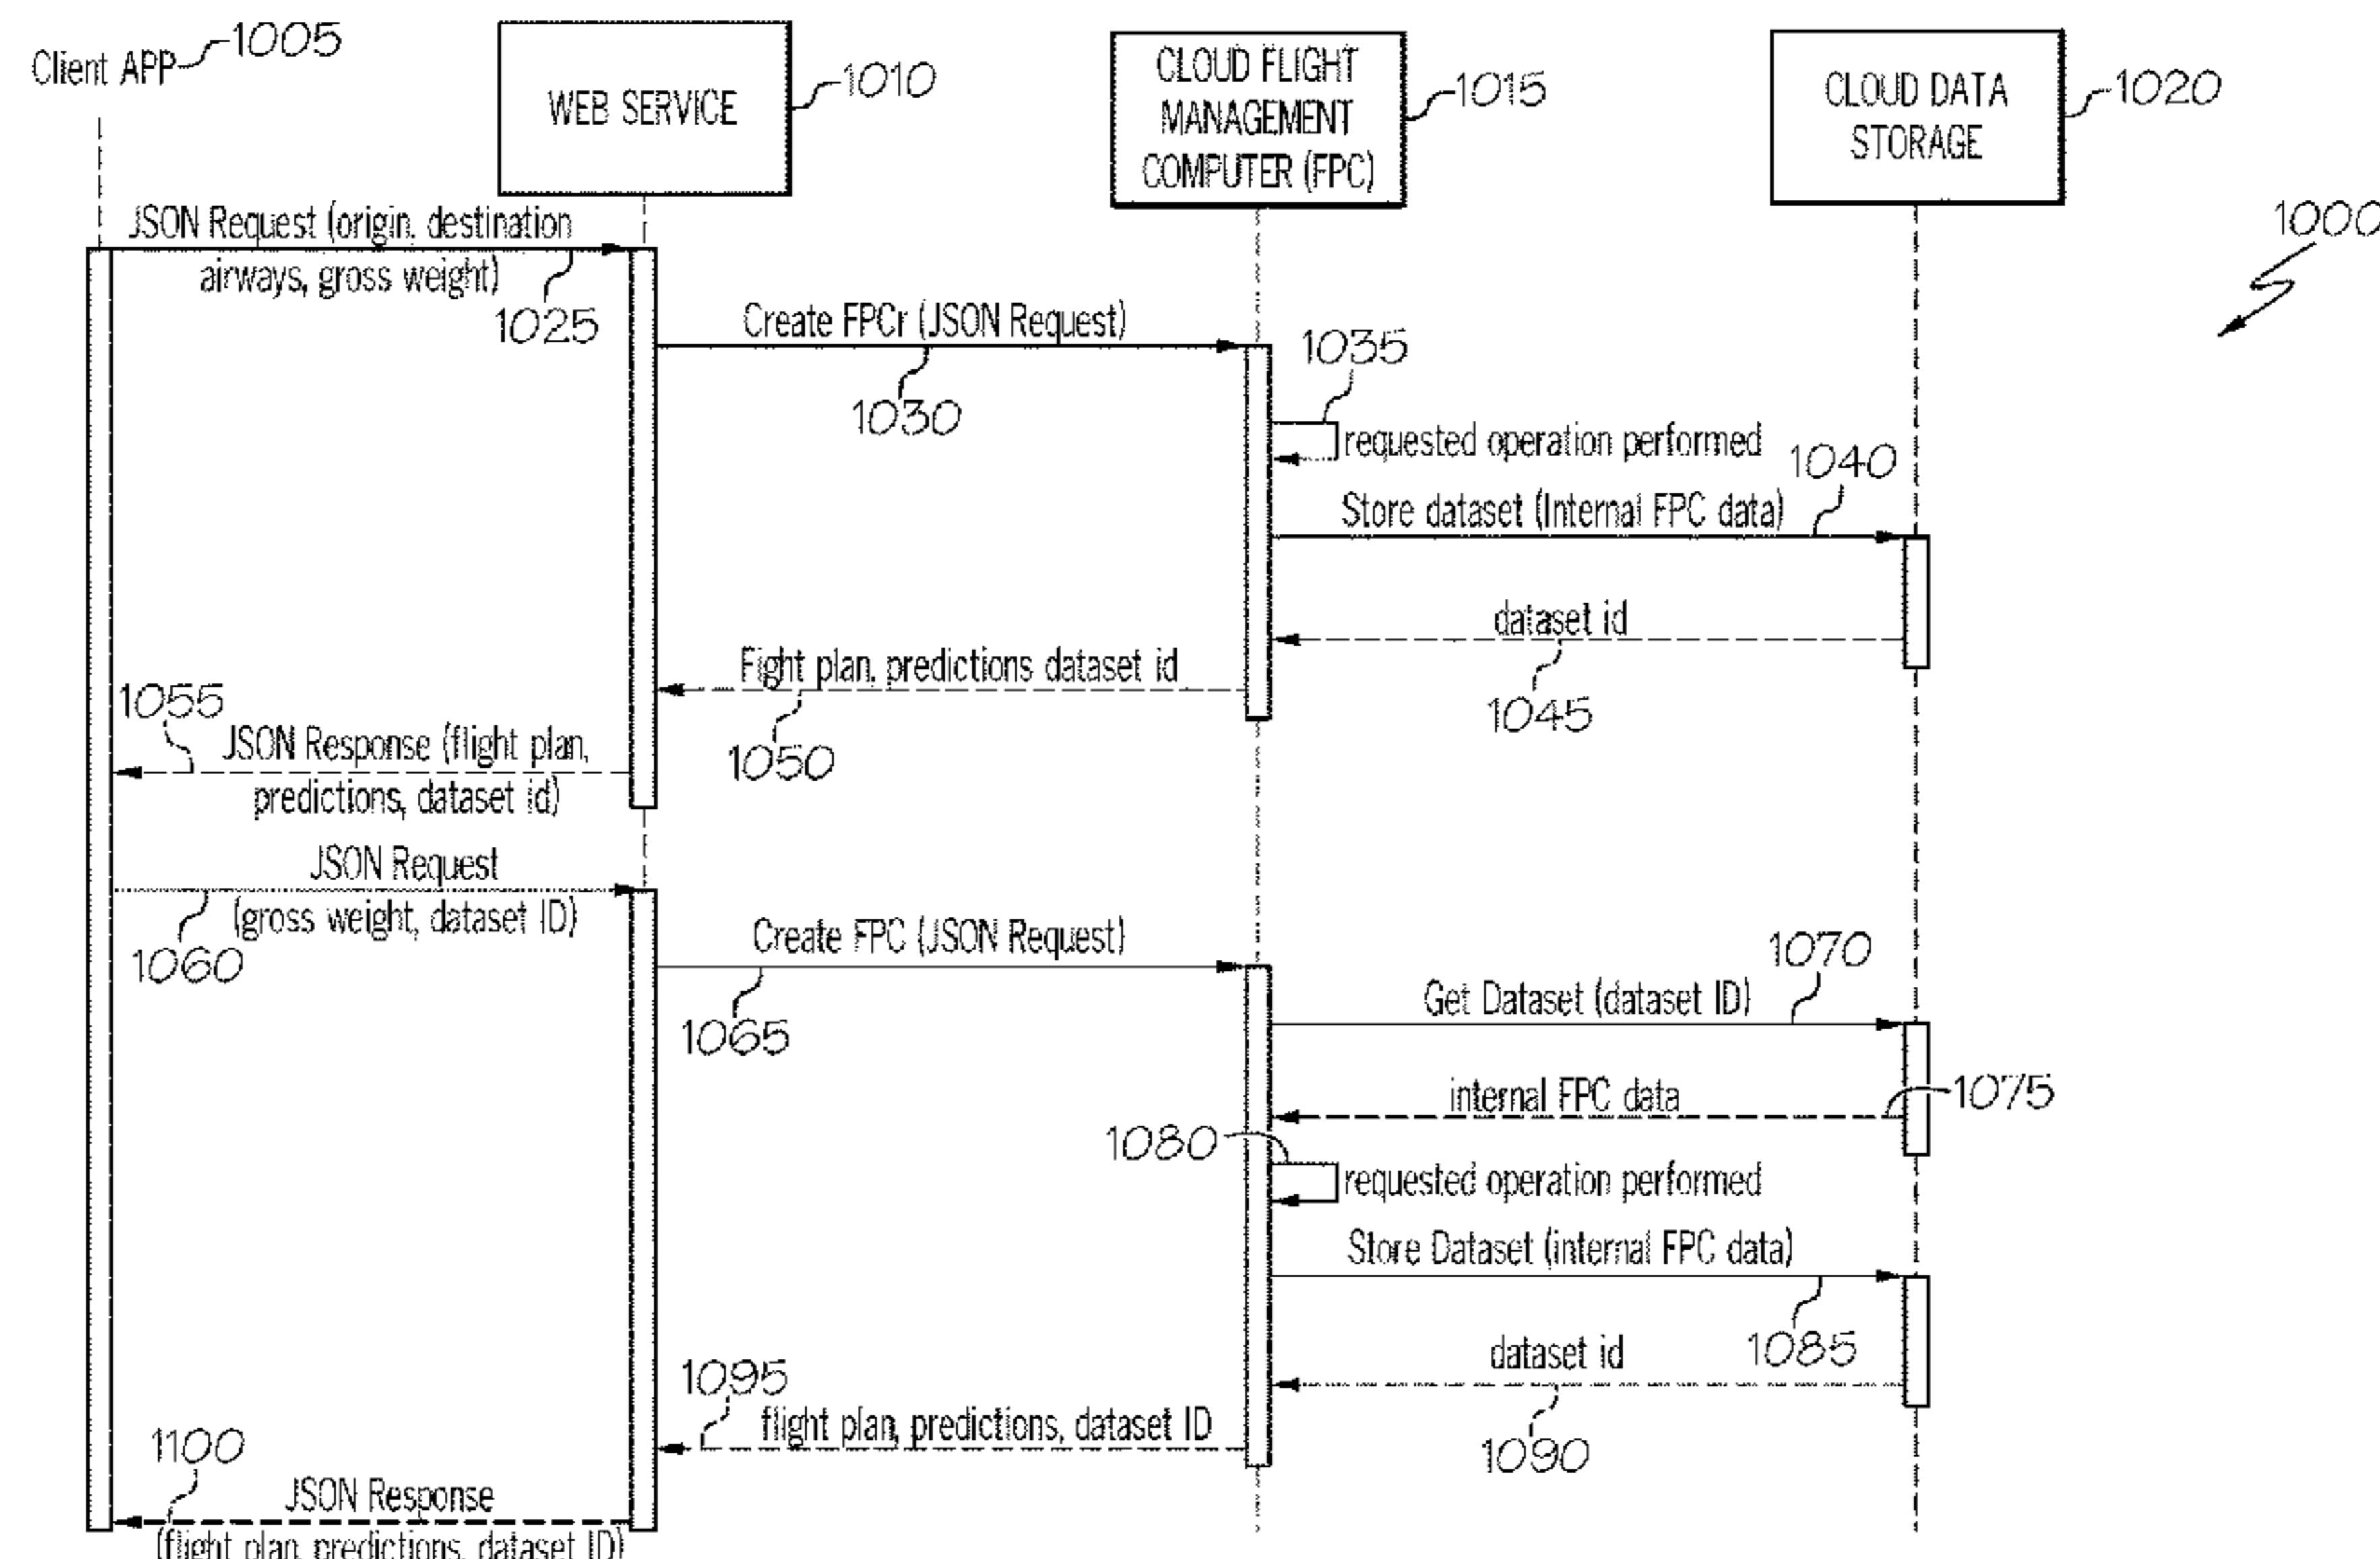 Client APP
1005
WEB SERVICE
1010
CLOUD FLIGHT
MANAGEMENT
COMPUTER (FPC)
1015
CLOUD DATA
STORAGE
1020
1000
JSON Request (origin, destination
airways, gross weight)
1025
Create FPCr (JSON Request)
1030
1035
requested operation performed
1040
Store dataset (Internal FPC data)
dataset id
1045
Fight plan, predictions dataset id
1050
1055
JSON Response (flight plan,
predictions, dataset id)
JSON Request
(gross weight, dataset ID)
1060
Create FPC (JSON Request)
1065
1070
Get Dataset (dataset ID)
internal FPC data
1075
1080
requested operation performed
Store Dataset (internal FPC data)
1085
dataset id
1090
1095
flight plan, predictions, dataset ID
1100
JSON Response
(flight plan, predictions, dataset ID)